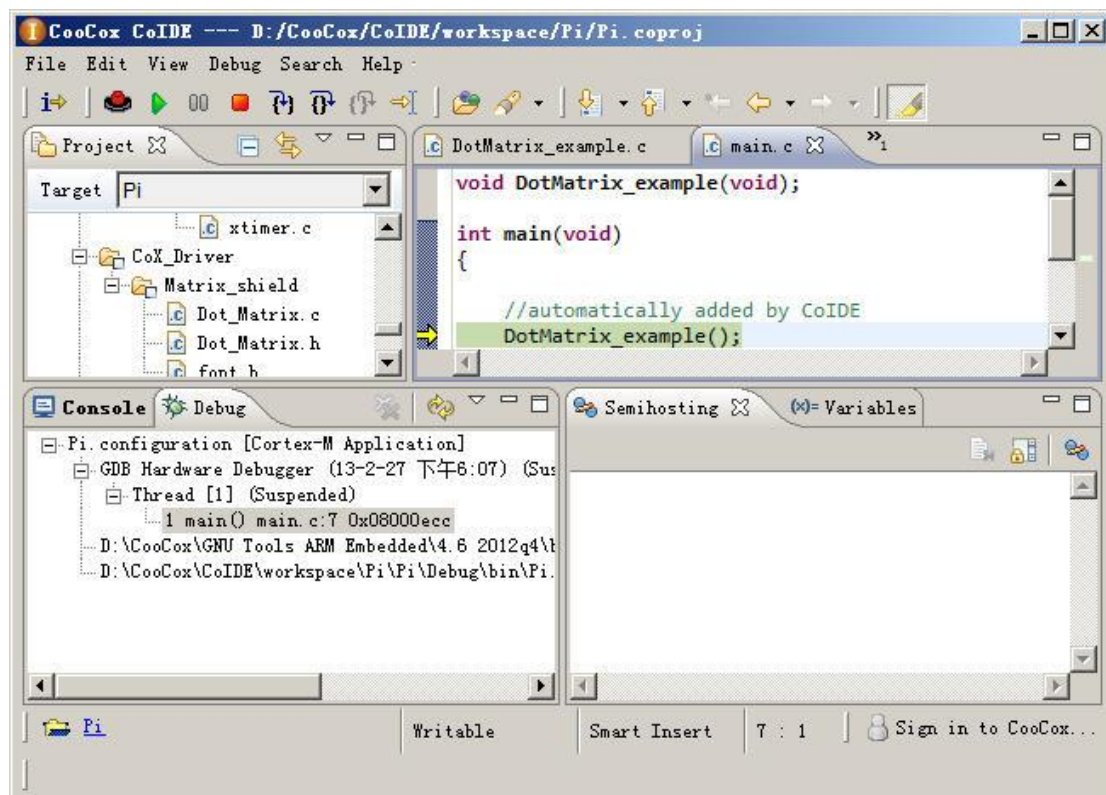 CooCox CoIDE --- D:/CooCox/CoIDE/workspace/Pi/Pi.coproj
File Edit View Debug Search Help
Project
Target Pi
xtimer.c
CoX_Driver
Matrix_shield
Dot_Matrix.c
Dot_Matrix.h
font.h
DotMatrix_example.c main.c »1
void DotMatrix_example(void);
int main(void)
{
//automatically added by CoIDE
DotMatrix_example();
Console Debug
Pi.configuration [Cortex-M Application]
GDB Hardware Debugger (13-2-27 下午6:07) (Sus
Thread [1] (Suspended)
1 main() main.c:7 0x08000ecc
D:\CooCox\GNU Tools ARM Embedded\4.6 2012q4\b
D:\CooCox\CoIDE\workspace\Pi\Pi\Debug\bin\Pi.
Semihosting (x)= Variables
Pi Writable Smart Insert 7 : 1 Sign in to CooCox...